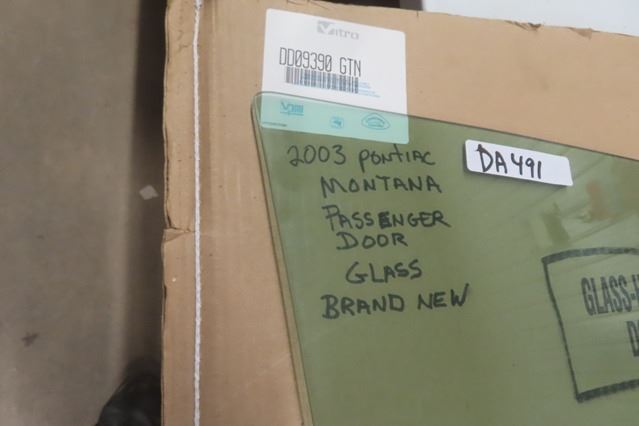 Vitro
DD09390 GTN
2003 PONTIAC
MONTANA
PASSENGER
DOOR
GLASS
BRAND NEW
DA491
GLASS-
D